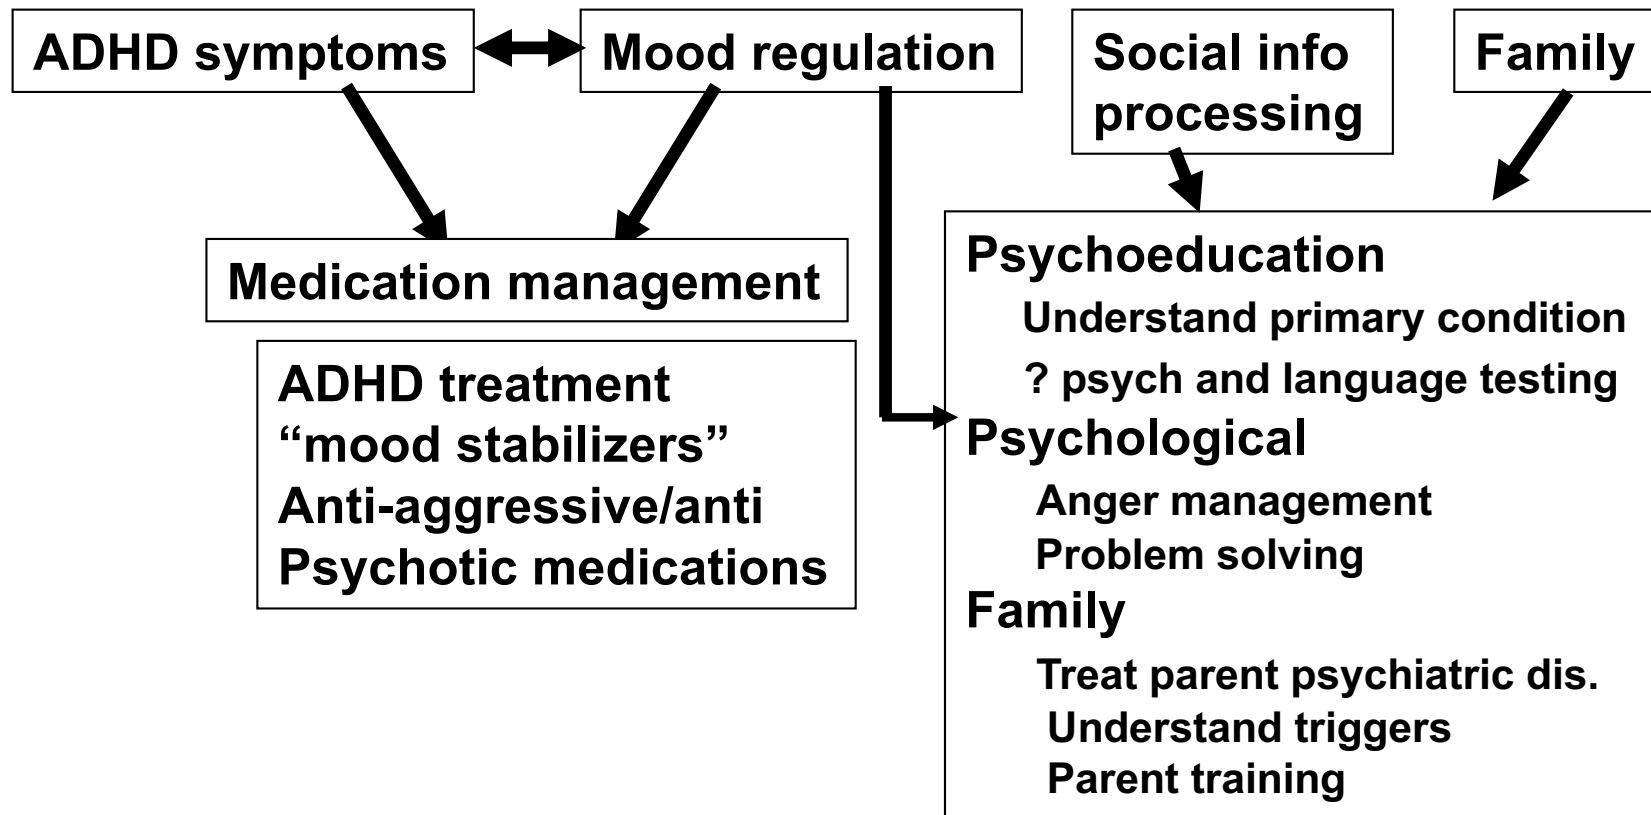 ADHD symptoms
Mood regulation
Social info
processing
Family
Medication management
ADHD treatment
“mood stabilizers”
Anti-aggressive/anti
Psychotic medications
Psychoeducation
Understand primary condition
? psych and language testing
Psychological
Anger management
Problem solving
Family
Treat parent psychiatric dis.
Understand triggers
Parent training